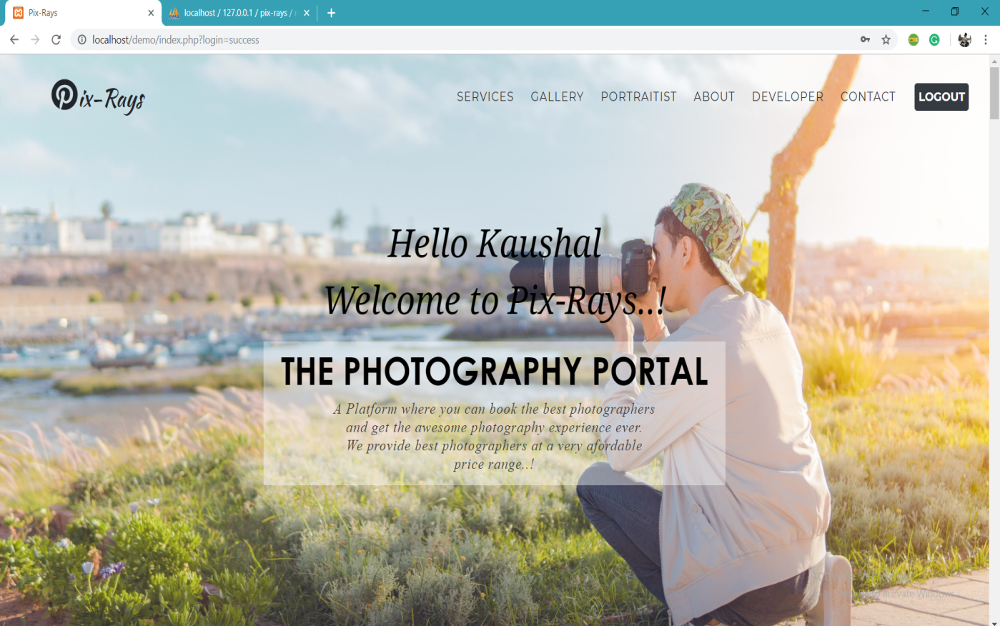 Pix-Rays
localhost / 127.0.0.1 / pix-rays /
localhost/demo/index.php?login=success
Pix-Rays
SERVICES GALLERY PORTRAITIST ABOUT DEVELOPER CONTACT LOGOUT
Hello Kaushal
Welcome to Pix-Rays..!
THE PHOTOGRAPHY PORTAL
A Platform where you can book the best photographers
and get the awesome photography experience ever.
We provide best photographers at a very afordable
price range..!
activate Windows